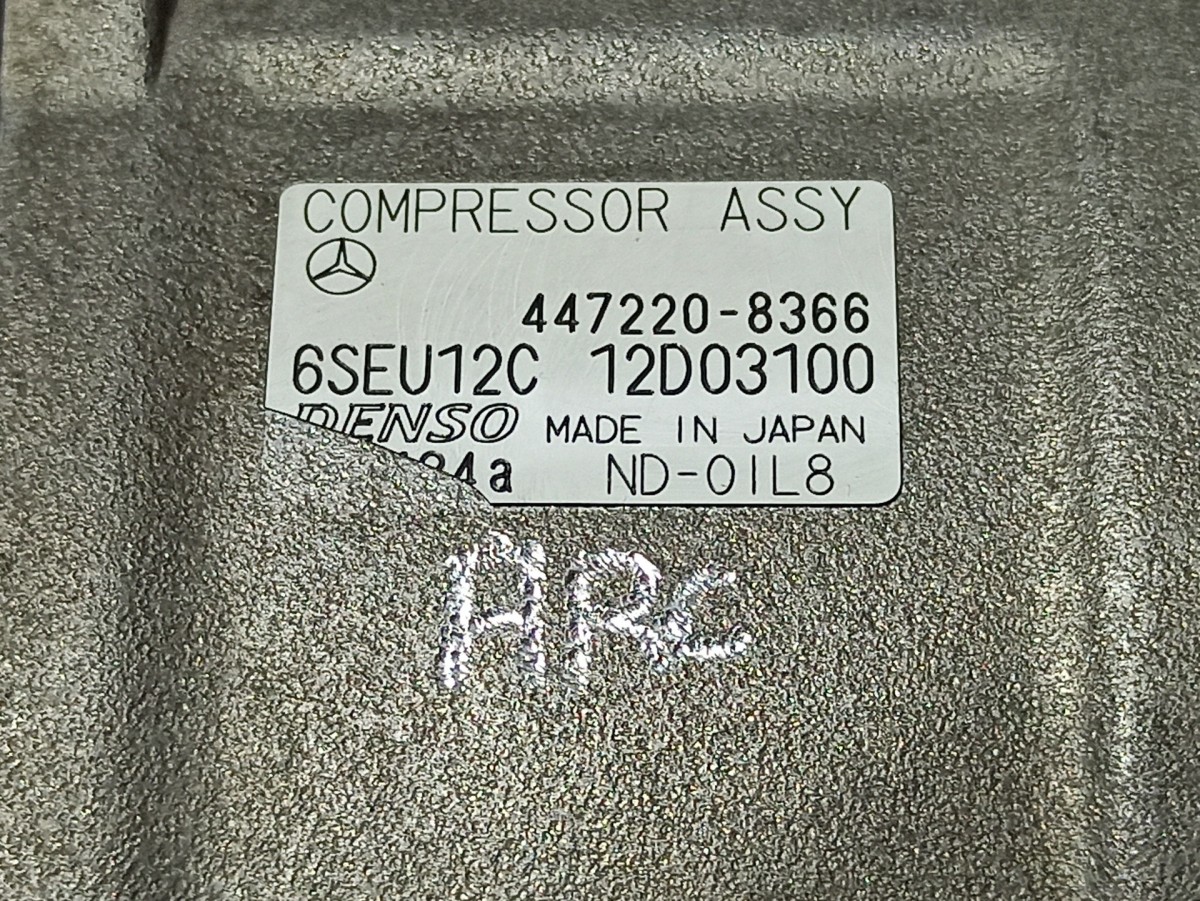 COMPRESSOR ASSY
447220-8366
6SEU12C 12D03100
DENSO MADE IN JAPAN
ND-OIL8
ARC